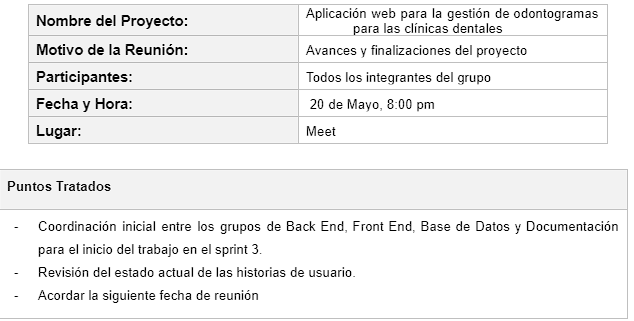 Nombre del Proyecto: Aplicación web para la gestión de odontogramas
para las clínicas dentales
Motivo de la Reunión: Avances y finalizaciones del proyecto
Participantes: Todos los integrantes del grupo
Fecha y Hora: 20 de Mayo, 8:00 pm
Lugar: Meet
Puntos Tratados
- Coordinación inicial entre los grupos de Back End, Front End, Base de Datos y Documentación
para el inicio del trabajo en el sprint 3.
- Revisión del estado actual de las historias de usuario.
- Acordar la siguiente fecha de reunión